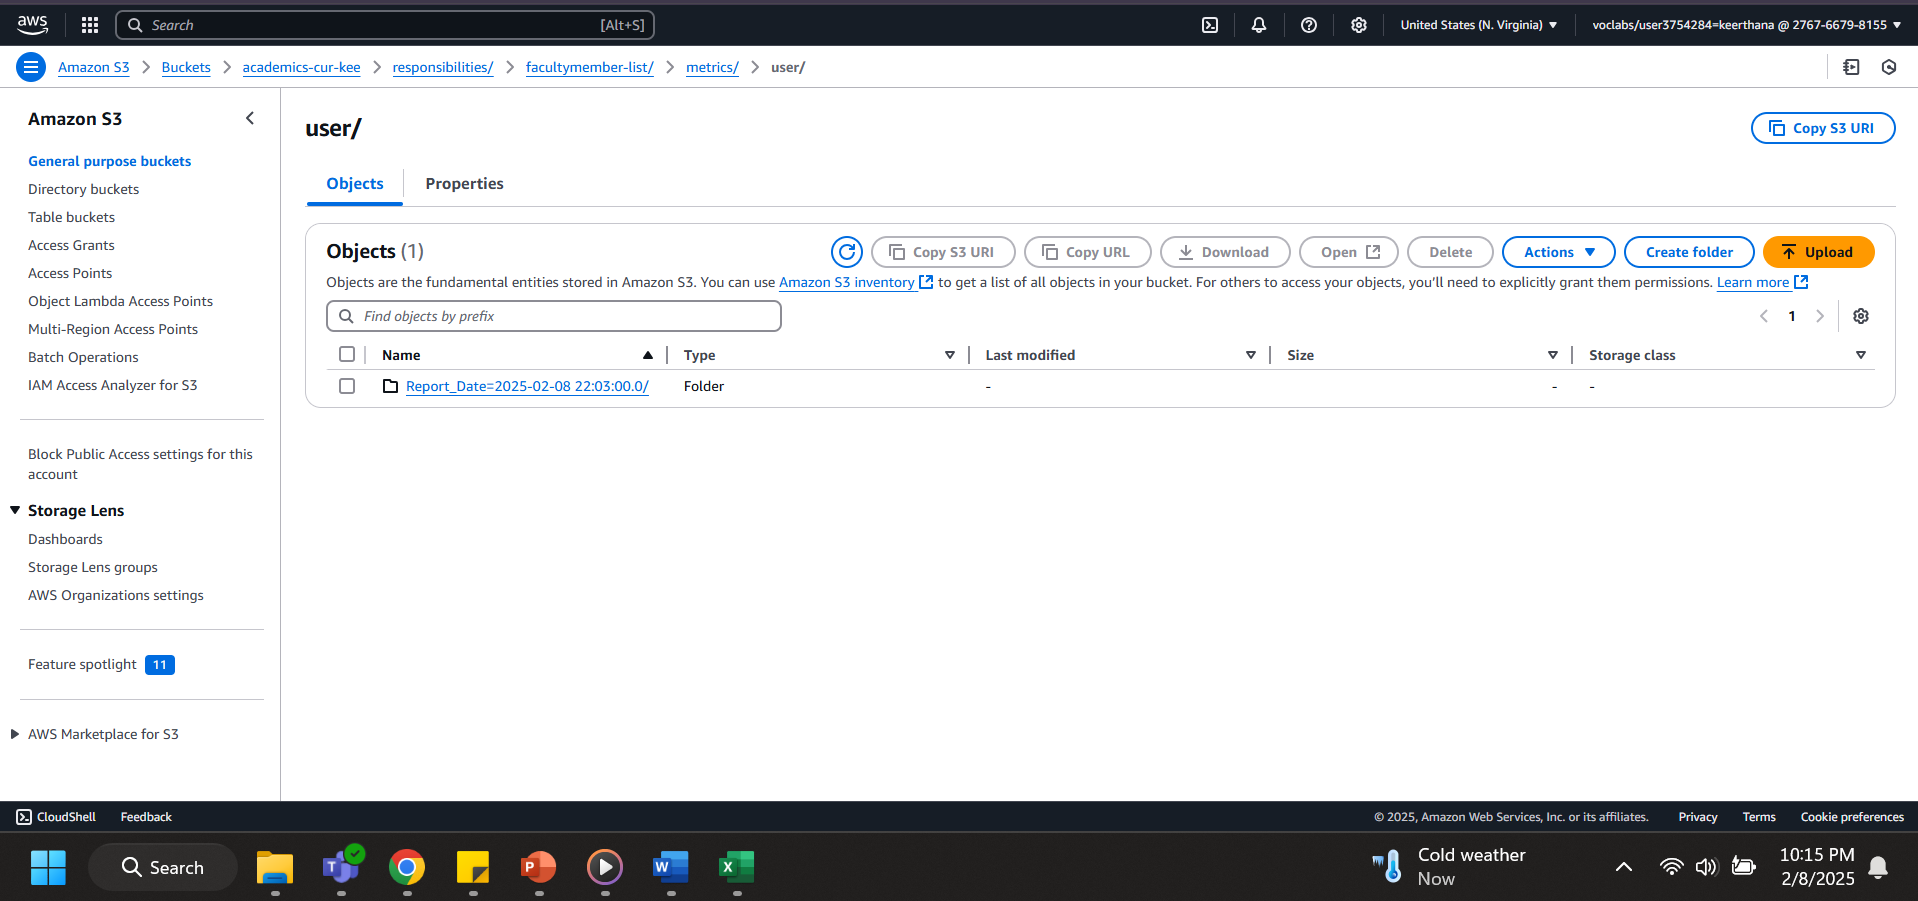 aws
Search [Alt+S]
United States (N. Virginia)
voclabs/user3754284=keerthana @ 2767-6679-8155
Amazon S3 > Buckets > academics-cur-kee > responsibilities/ > facultymember-list/ > metrics/ > user/
Amazon S3
General purpose buckets
Directory buckets
Table buckets
Access Grants
Access Points
Object Lambda Access Points
Multi-Region Access Points
Batch Operations
IAM Access Analyzer for S3
Block Public Access settings for this
account
Storage Lens
Dashboards
Storage Lens groups
AWS Organizations settings
Feature spotlight 11
AWS Marketplace for S3
user/
Copy S3 URI
Objects Properties
Objects (1)
Copy S3 URI Copy URL Download Open Delete Actions Create folder Upload
Objects are the fundamental entities stored in Amazon S3. You can use Amazon S3 inventory to get a list of all objects in your bucket. For others to access your objects, you’ll need to explicitly grant them permissions. Learn more
Find objects by prefix
1
Name Type Last modified Size Storage class
Report_Date=2025-02-08 22:03:00.0/ Folder - - -
CloudShell Feedback
© 2025, Amazon Web Services, Inc. or its affiliates. Privacy Terms Cookie preferences
Search
T
P
W
X
Cold weather
Now
10:15 PM
2/8/2025